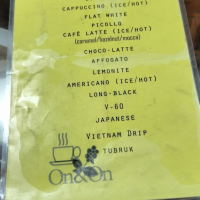 CAPPUCCINO (ICE/HOT)
FLAT WHITE
PICOLLO
CAFÉ LATTE (ICE/HOT)
(caramel/hazelnut/mocca)
CHOCO-LATTE
AFFOGATO
LEMONITE
AMERICANO (ICE/HOT)
LONG-BLACK
V-60
JAPANESE
VIETNAM DRIP
TUBRUK
On&On